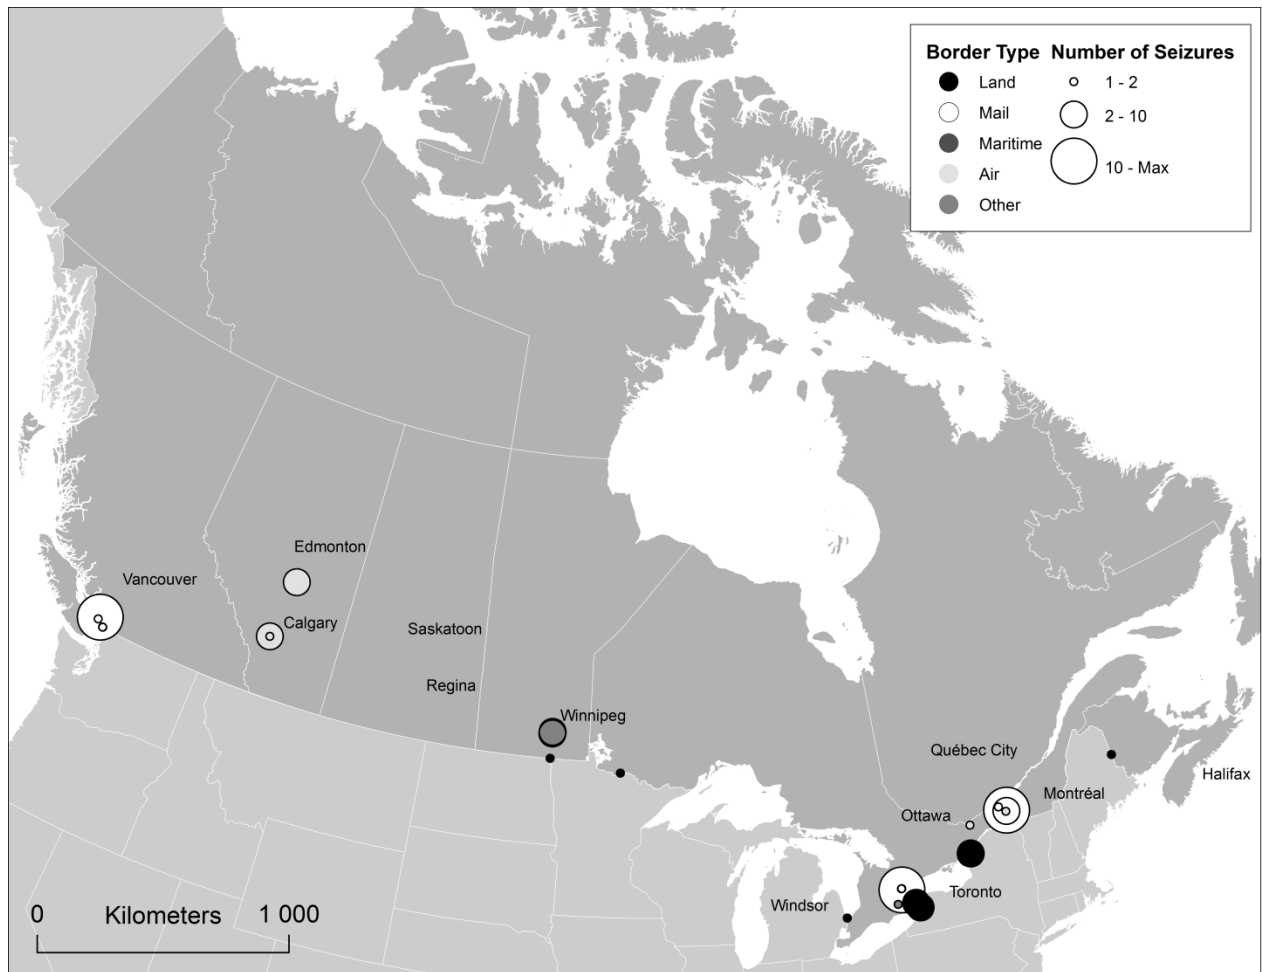 Border Type Number of Seizures
Land 1 - 2
Mail 2 - 10
Maritime
Air 10 - Max
Other
Edmonton
Vancouver
Calgary
Saskatoon
Regina
Winnipeg
Québec City
Halifax
Montréal
Ottawa
Toronto
Windsor
0 Kilometers 1 000